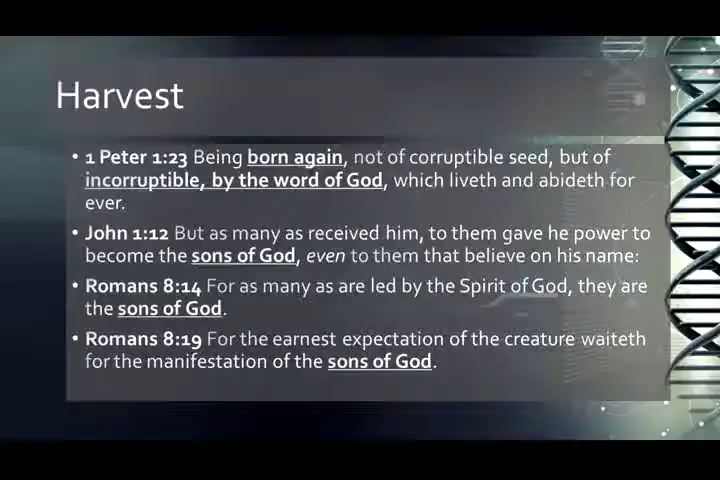 Harvest
• 1 Peter 1:23 Being born again, not of corruptible seed, but of
incorruptible, by the word of God, which liveth and abideth for
ever.
• John 1:12 But as many as received him, to them gave he power to
become the sons of God, even to them that believe on his name:
• Romans 8:14 For as many as are led by the Spirit of God, they are
the sons of God.
• Romans 8:19 For the earnest expectation of the creature waiteth
for the manifestation of the sons of God.